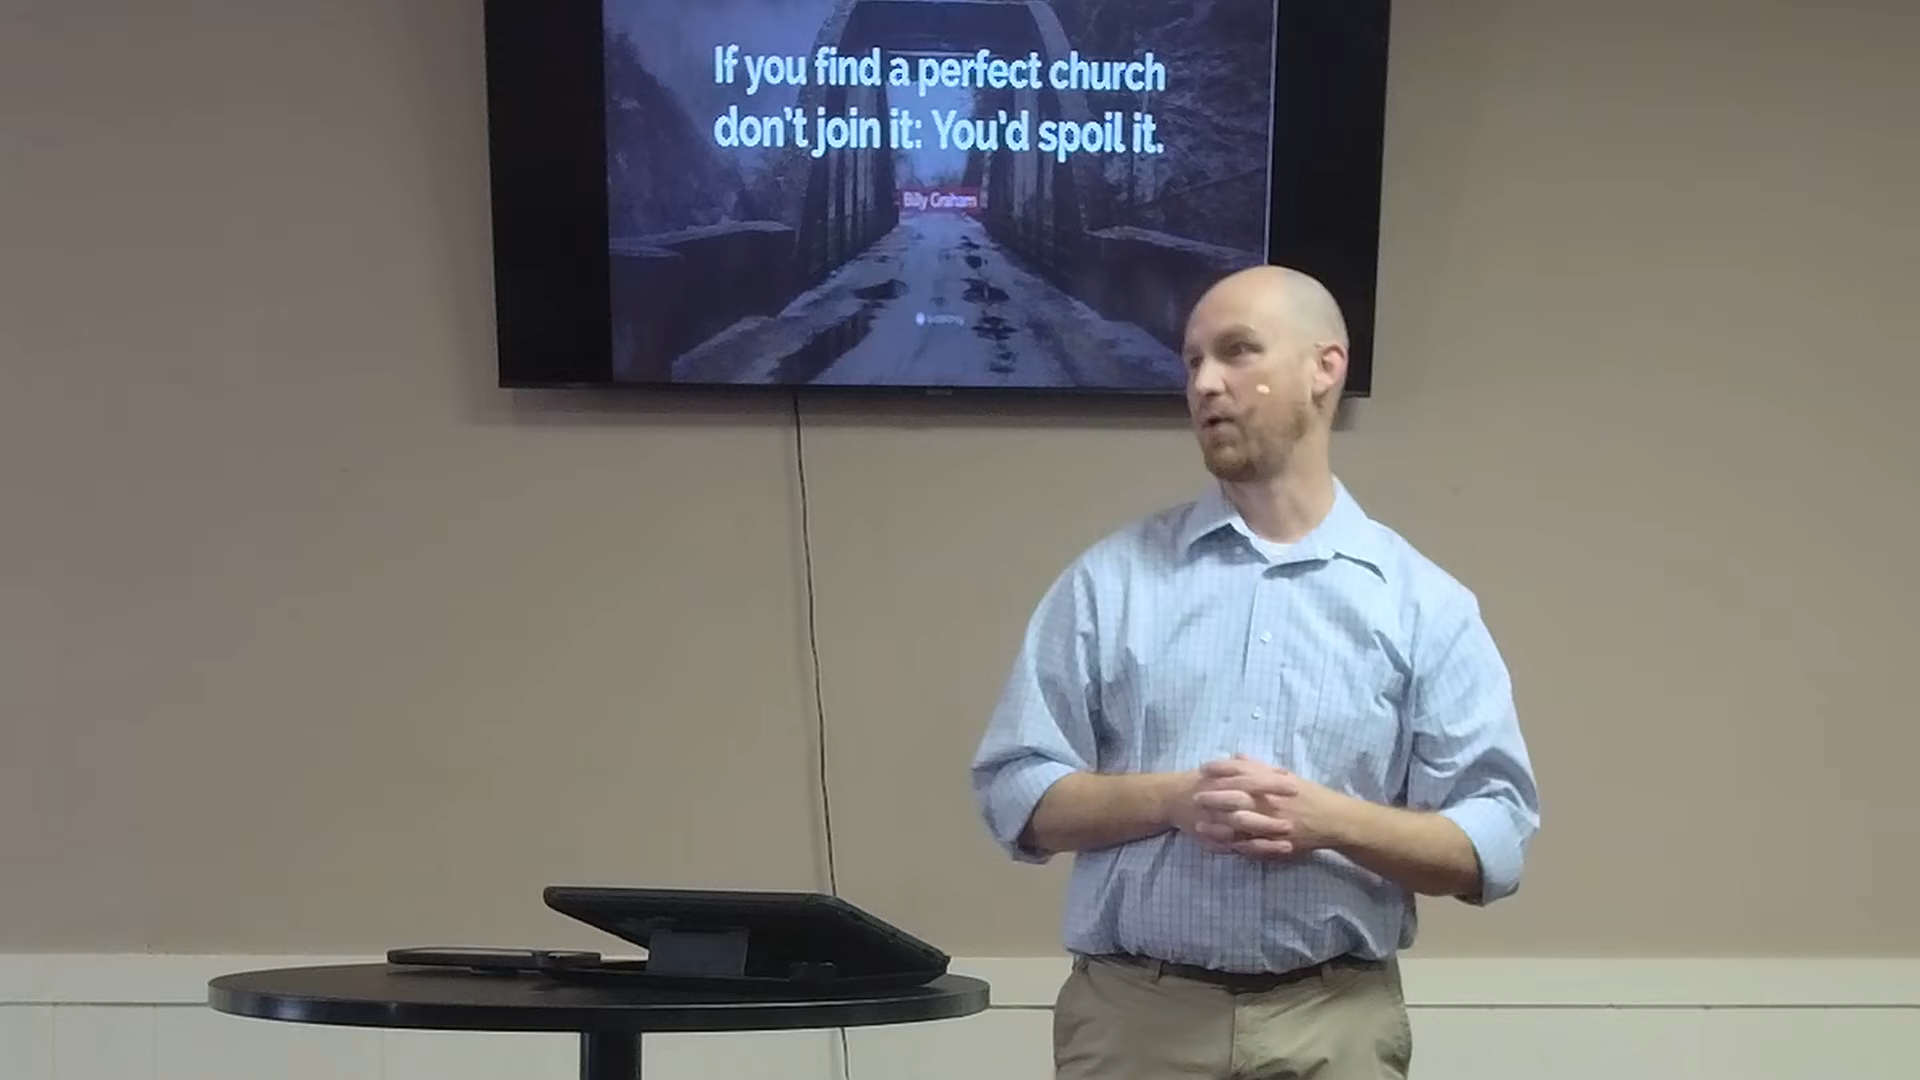 If you find a perfect church
don't join it: You'd spoil it.
Billy Graham